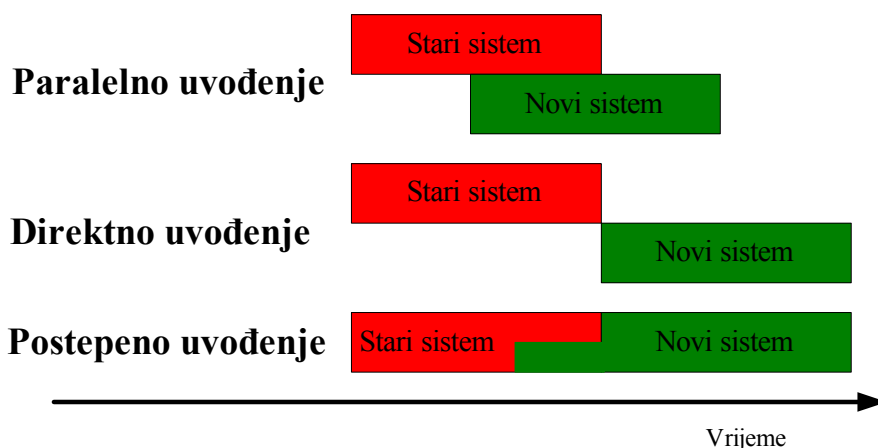 Stari sistem
Paralelno uvođenje
Novi sistem
Stari sistem
Direktno uvođenje
Novi sistem
Postepeno uvođenje
Stari sistem
Novi sistem
Vrijeme